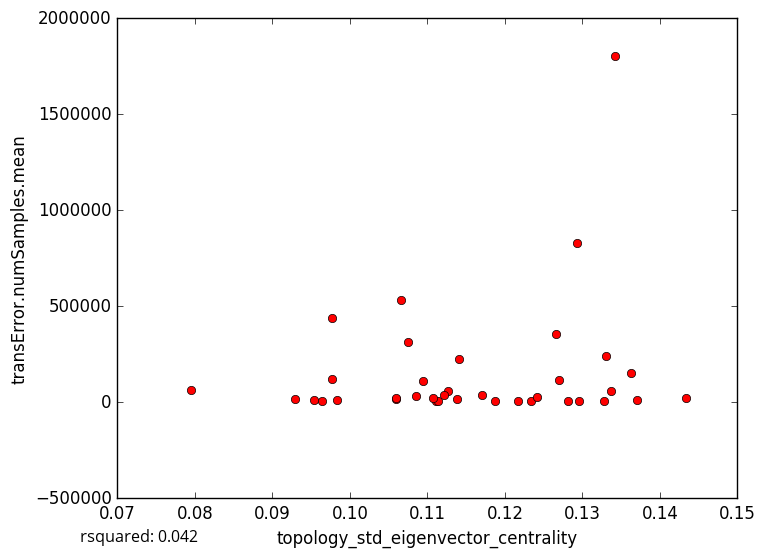 2000000
1500000
1000000
500000
0
−500000
transError.numSamples.mean
0.07 0.08 0.09 0.10 0.11 0.12 0.13 0.14 0.15
topology_std_eigenvector_centrality
rsquared: 0.042